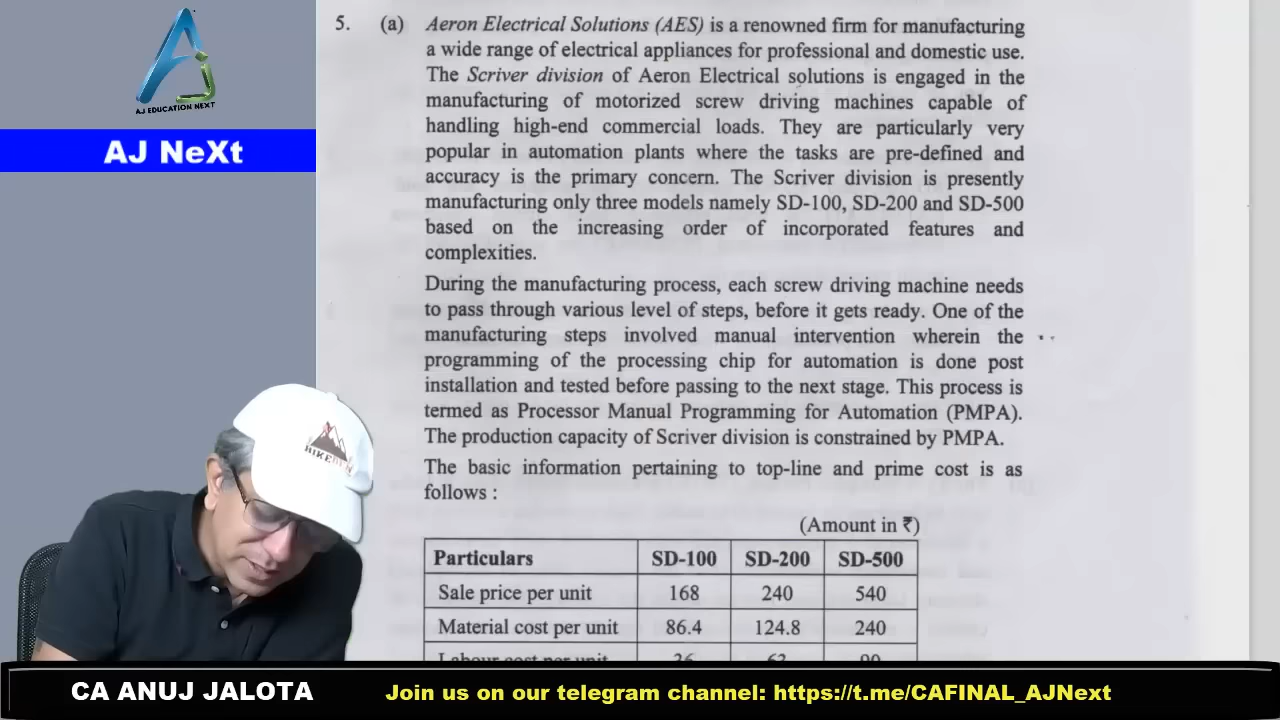 AJ EDUCATION NEXT
AJ NeXt
5. (a) Aeron Electrical Solutions (AES) is a renowned firm for manufacturing
a wide range of electrical appliances for professional and domestic use.
The Scriver division of Aeron Electrical solutions is engaged in the
manufacturing of motorized screw driving machines capable of
handling high-end commercial loads. They are particularly very
popular in automation plants where the tasks are pre-defined and
accuracy is the primary concern. The Scriver division is presently
manufacturing only three models namely SD-100, SD-200 and SD-500
based on the increasing order of incorporated features and
complexities.
During the manufacturing process, each screw driving machine needs
to pass through various level of steps, before it gets ready. One of the
manufacturing steps involved manual intervention wherein the
programming of the processing chip for automation is done post
installation and tested before passing to the next stage. This process is
termed as Processor Manual Programming for Automation (PMPA).
The production capacity of Scriver division is constrained by PMPA.
The basic information pertaining to top-line and prime cost is as
follows :
(Amount in ₹)
Particulars SD-100 SD-200 SD-500
Sale price per unit 168 240 540
Material cost per unit 86.4 124.8 240
Labour cost per unit
CA ANUJ JALOTA Join us on our telegram channel: https://t.me/CAFINAL_AJNext